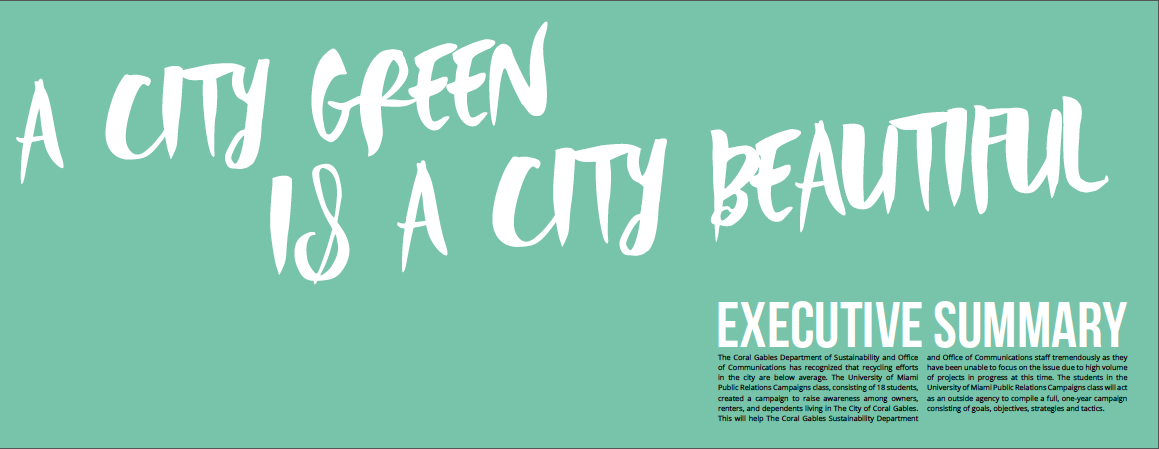 A CITY GREEN
IS A CITY BEAUTIFUL
EXECUTIVE SUMMARY
The Coral Gables Department of Sustainability and Office
of Communications has recognized that recycling efforts
in the city are below average. The University of Miami
Public Relations Campaigns class, consisting of 18 students,
created a campaign to raise awareness among owners,
renters, and dependents living in The City of Coral Gables.
This will help The Coral Gables Sustainability Department
and Office of Communications staff tremendously as they
have been unable to focus on the issue due to high volume
of projects in progress at this time. The students in the
University of Miami Public Relations Campaigns class will act
as an outside agency to compile a full, one-year campaign
consisting of goals, objectives, strategies and tactics.